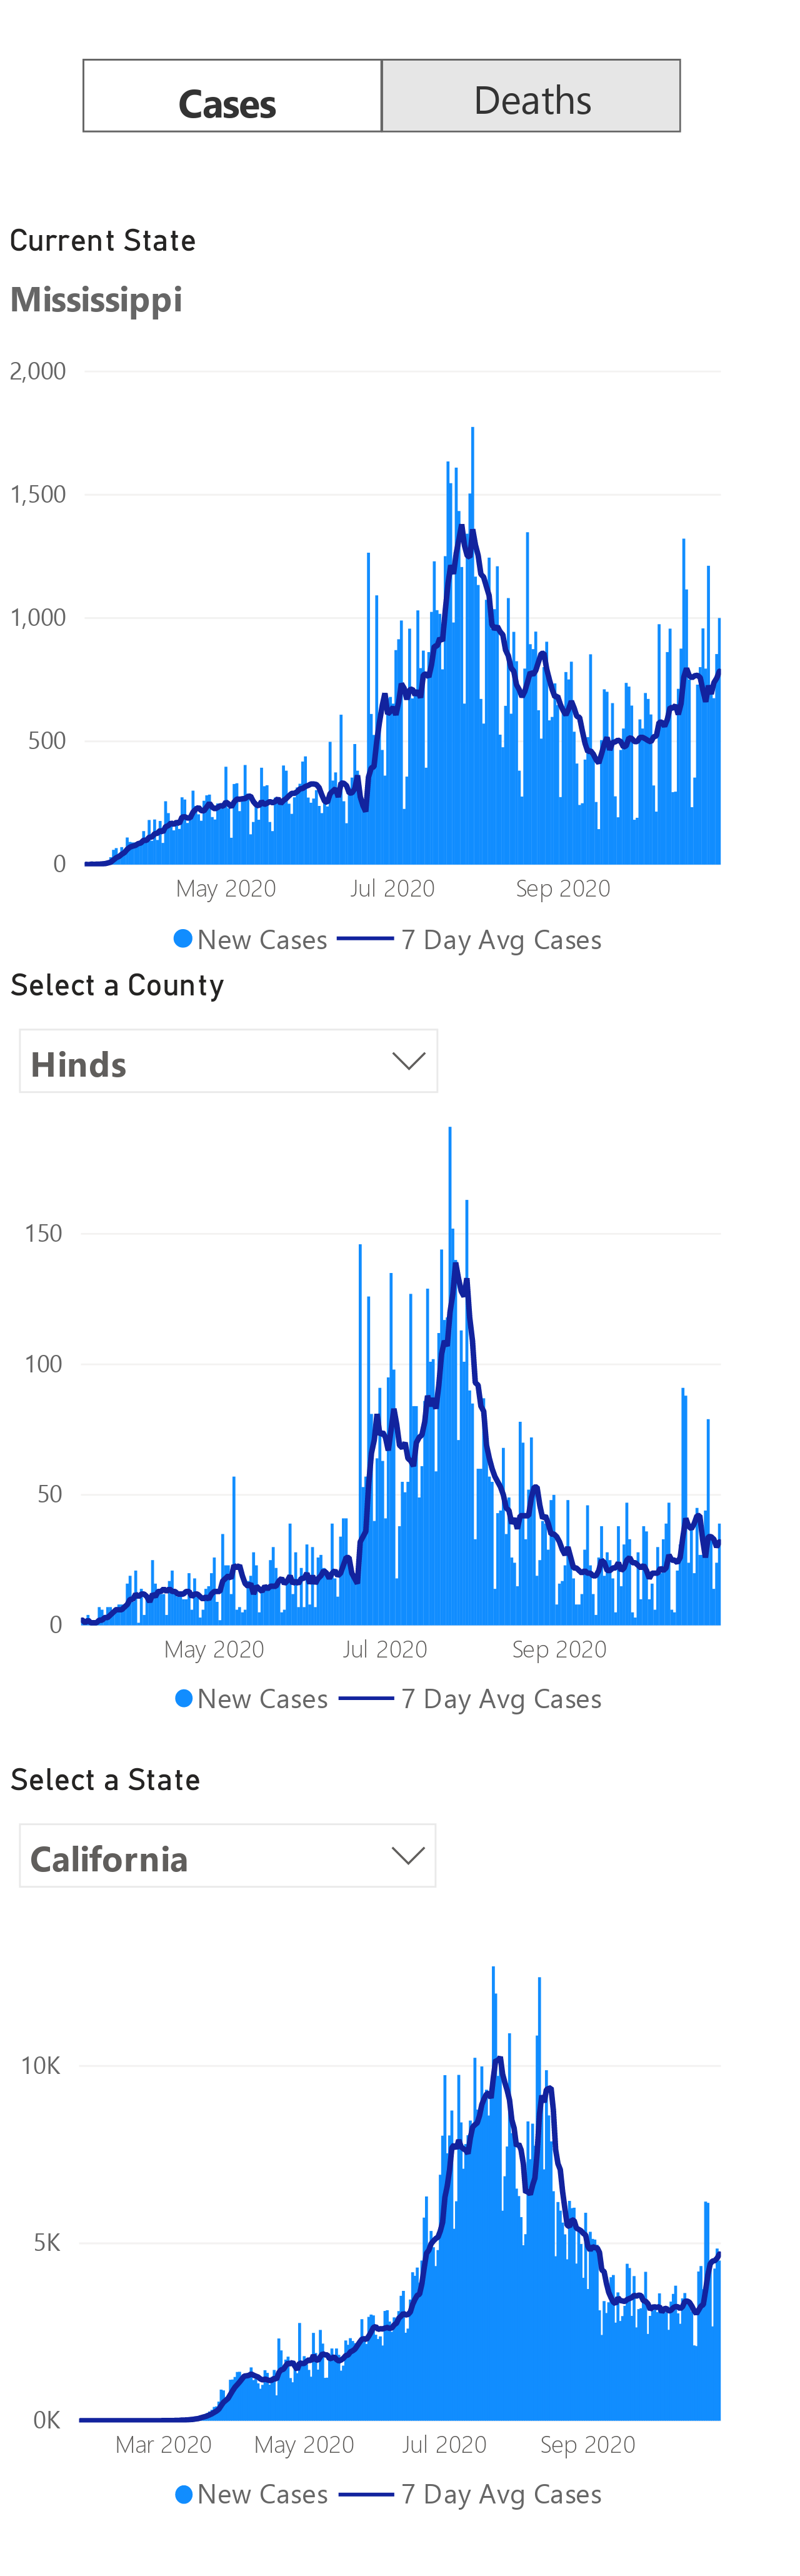 Cases Deaths
Current State
Mississippi
2,000
1,500
1,000
500
0
May 2020 Jul 2020 Sep 2020
New Cases 7 Day Avg Cases
Select a County
Hinds
150
100
50
0
May 2020 Jul 2020 Sep 2020
New Cases 7 Day Avg Cases
Select a State
California
10K
5K
0K
Mar 2020 May 2020 Jul 2020 Sep 2020
New Cases 7 Day Avg Cases